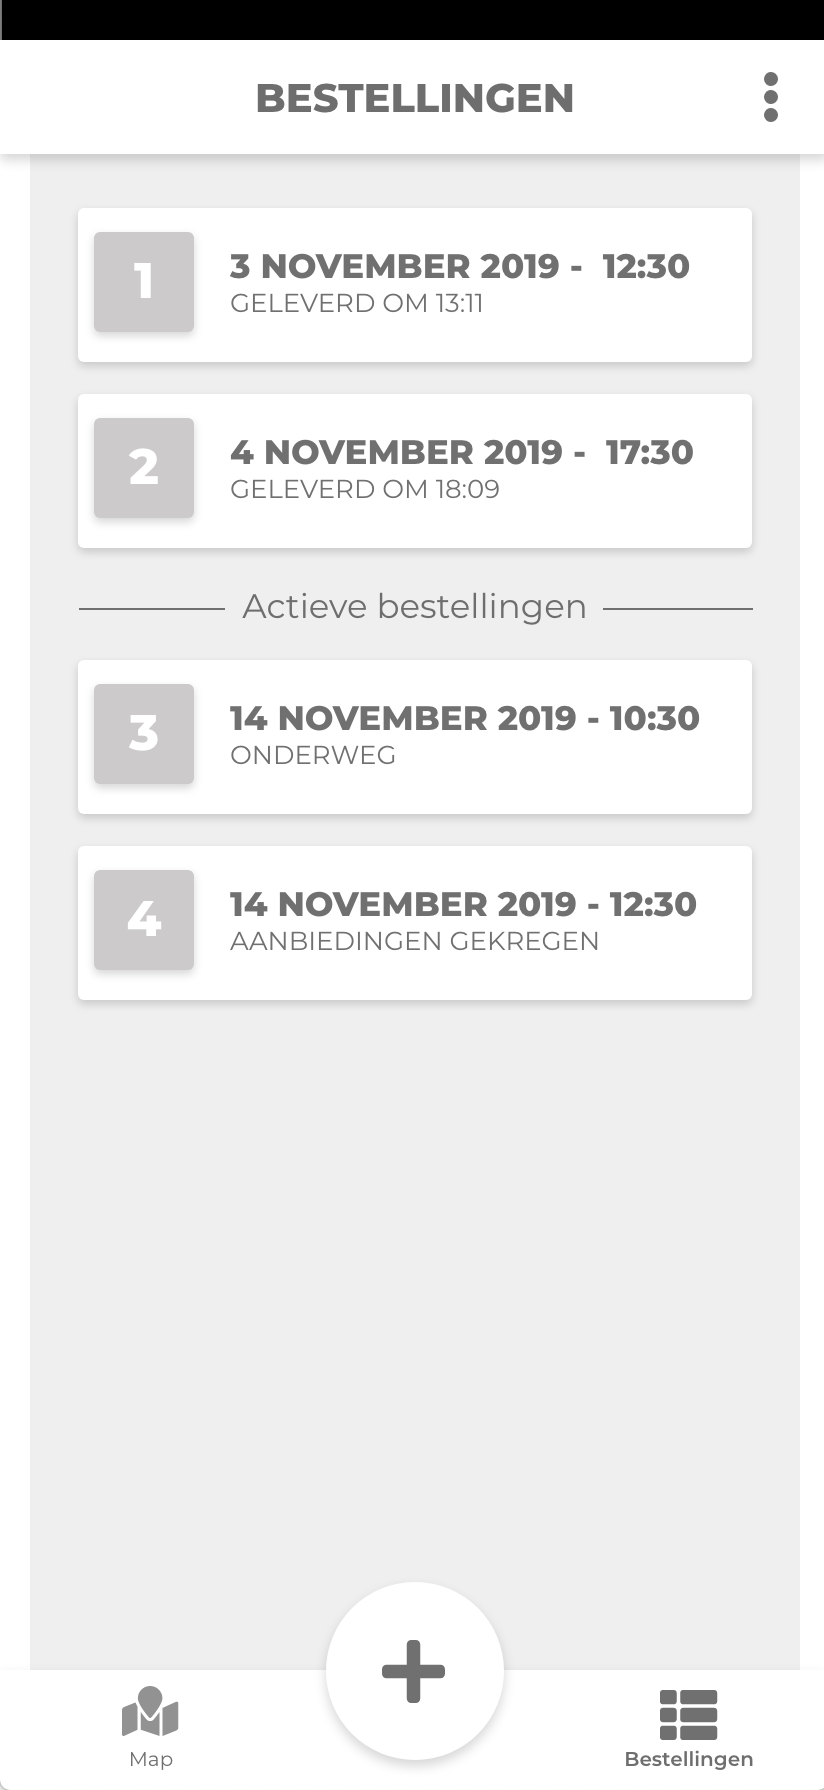 BESTELLINGEN
1
3 NOVEMBER 2019 -  12:30
GELEVERD OM 13:11
2
4 NOVEMBER 2019 -  17:30
GELEVERD OM 18:09
Actieve bestellingen
3
14 NOVEMBER 2019 - 10:30
ONDERWEG
4
14 NOVEMBER 2019 - 12:30
AANBIEDINGEN GEKREGEN
Map
Bestellingen